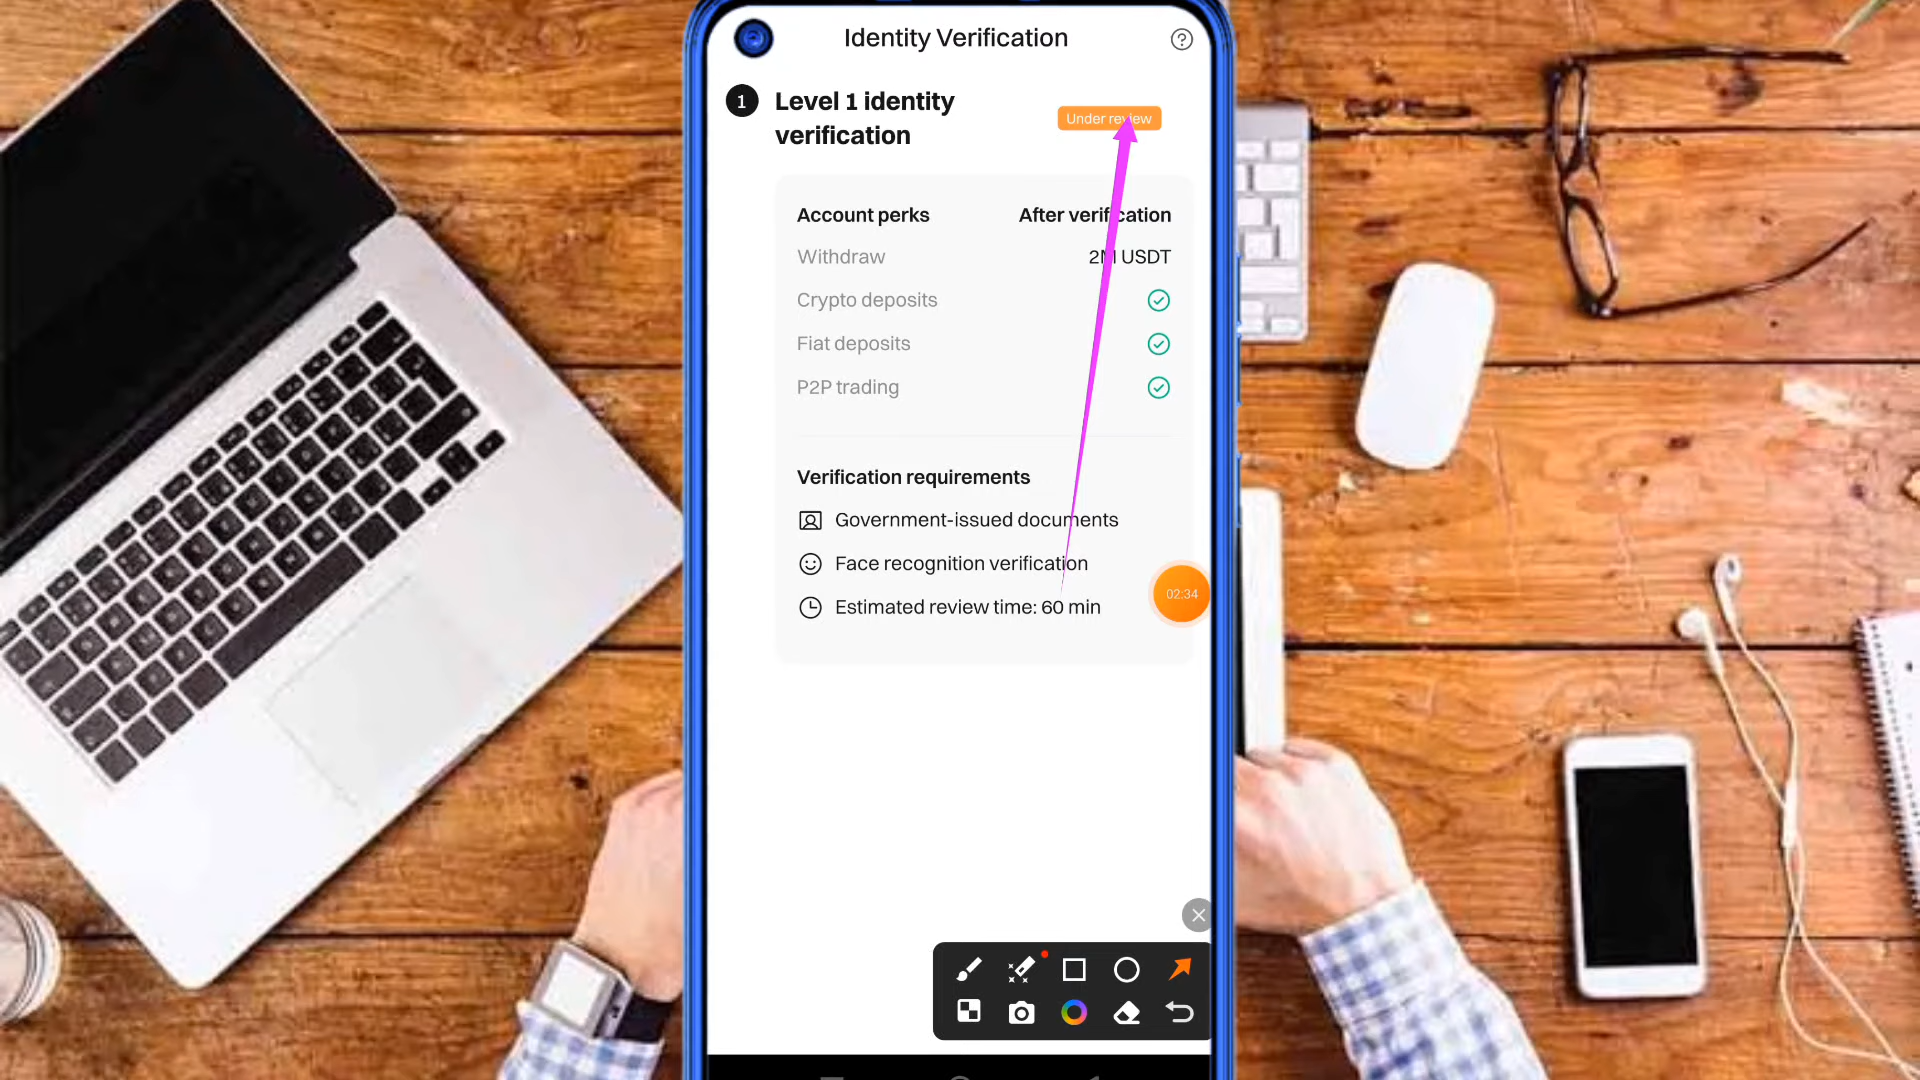 Identity Verification
1 Level 1 identity
verification
Under review
Account perks After verification
Withdraw 2M USDT
Crypto deposits
Fiat deposits
P2P trading
Verification requirements
Government-issued documents
Face recognition verification
Estimated review time: 60 min
02:34